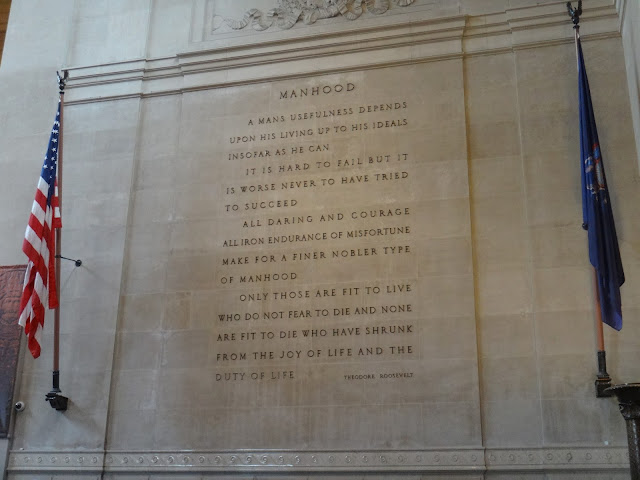 MANHOOD
A MANS USEFULNESS DEPENDS
UPON HIS LIVING UP TO HIS IDEALS
INSOFAR AS HE CAN
IT IS HARD TO FAIL BUT IT
IS WORSE NEVER TO HAVE TRIED
TO SUCCEED
ALL DARING AND COURAGE
ALL IRON ENDURANCE OF MISFORTUNE
MAKE FOR A FINER NOBLER TYPE
OF MANHOOD
ONLY THOSE ARE FIT TO LIVE
WHO DO NOT FEAR TO DIE AND NONE
ARE FIT TO DIE WHO HAVE SHRUNK
FROM THE JOY OF LIFE AND THE
DUTY OF LIFE THEODORE ROOSEVELT